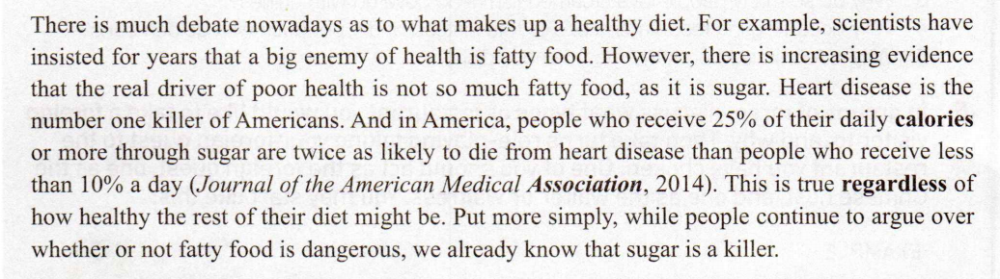 There is much debate nowadays as to what makes up a healthy diet. For example, scientists have
insisted for years that a big enemy of health is fatty food. However, there is increasing evidence
that the real driver of poor health is not so much fatty food, as it is sugar. Heart disease is the
number one killer of Americans. And in America, people who receive 25% of their daily calories
or more through sugar are twice as likely to die from heart disease than people who receive less
than 10% a day (Journal of the American Medical Association, 2014). This is true regardless of
how healthy the rest of their diet might be. Put more simply, while people continue to argue over
whether or not fatty food is dangerous, we already know that sugar is a killer.